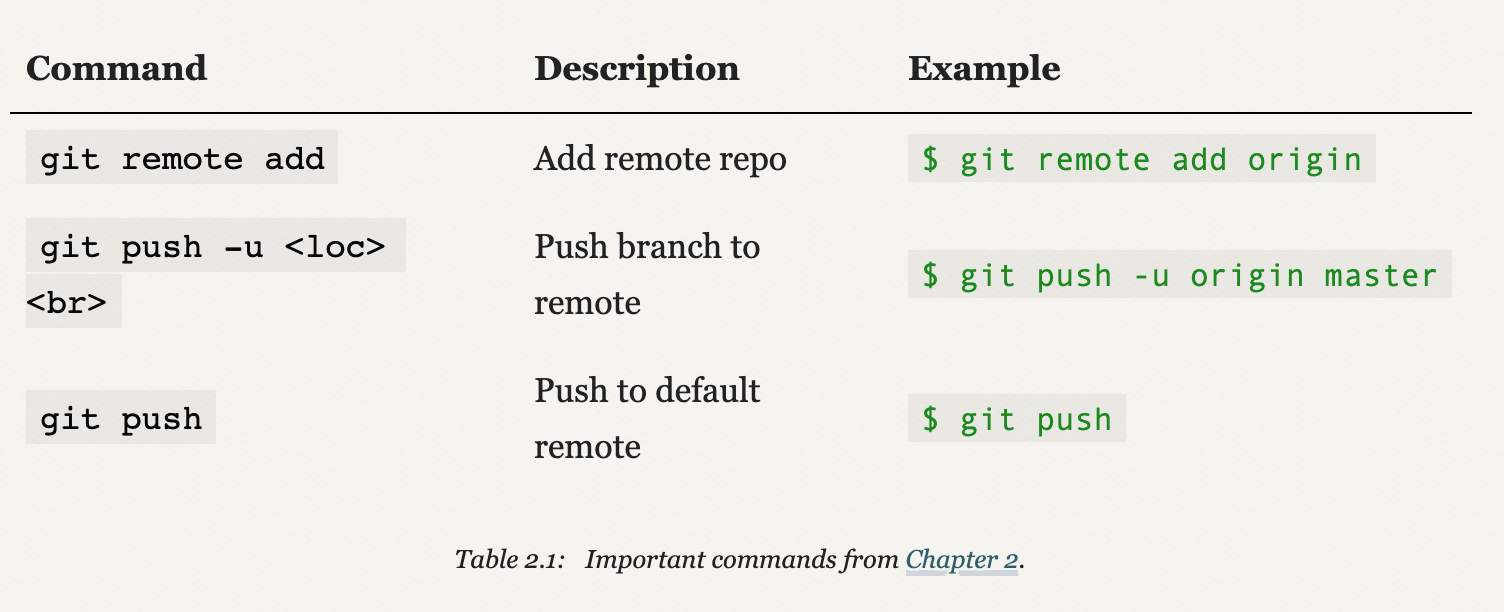 Command Description Example
git remote add Add remote repo $ git remote add origin
git push -u <loc>
<br>
Push branch to
remote
$ git push -u origin master
git push
Push to default
remote
$ git push
Table 2.1: Important commands from Chapter 2.